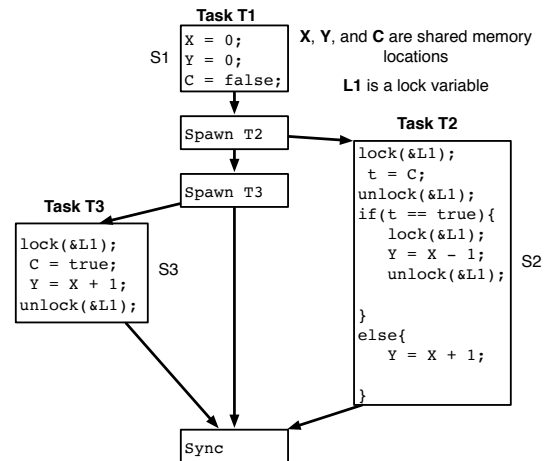 Task T1
S1
X = 0;
Y = 0;
C = false;
X, Y, and C are shared memory
locations
L1 is a lock variable
Spawn T2
Spawn T3
Task T2
lock(&L1);
t = C;
unlock(&L1);
if(t == true){
lock(&L1);
Y = X - 1;
unlock(&L1);
}
else{
Y = X + 1;
}
S2
Task T3
lock(&L1);
C = true;
Y = X + 1;
unlock(&L1);
S3
Sync